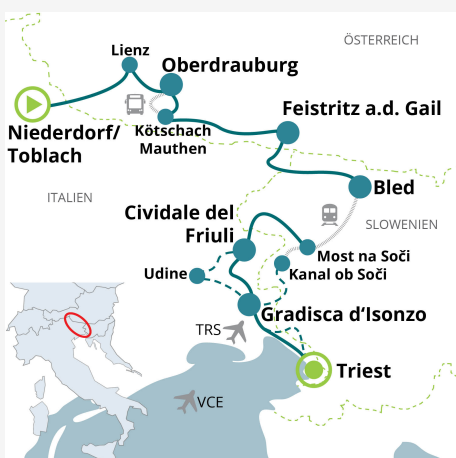 ÖSTERREICH
Lienz
Oberdrauburg
Feistritz a.d. Gail
Niederdorf/
Toblach
Kötschach
Mauthen
Bled
ITALIEN
SLOWENIEN
Cividale del
Friuli
Most na Soči
Kanal ob Soči
Udine
Gradisca d‘Isonzo
TRS
Triest
VCE